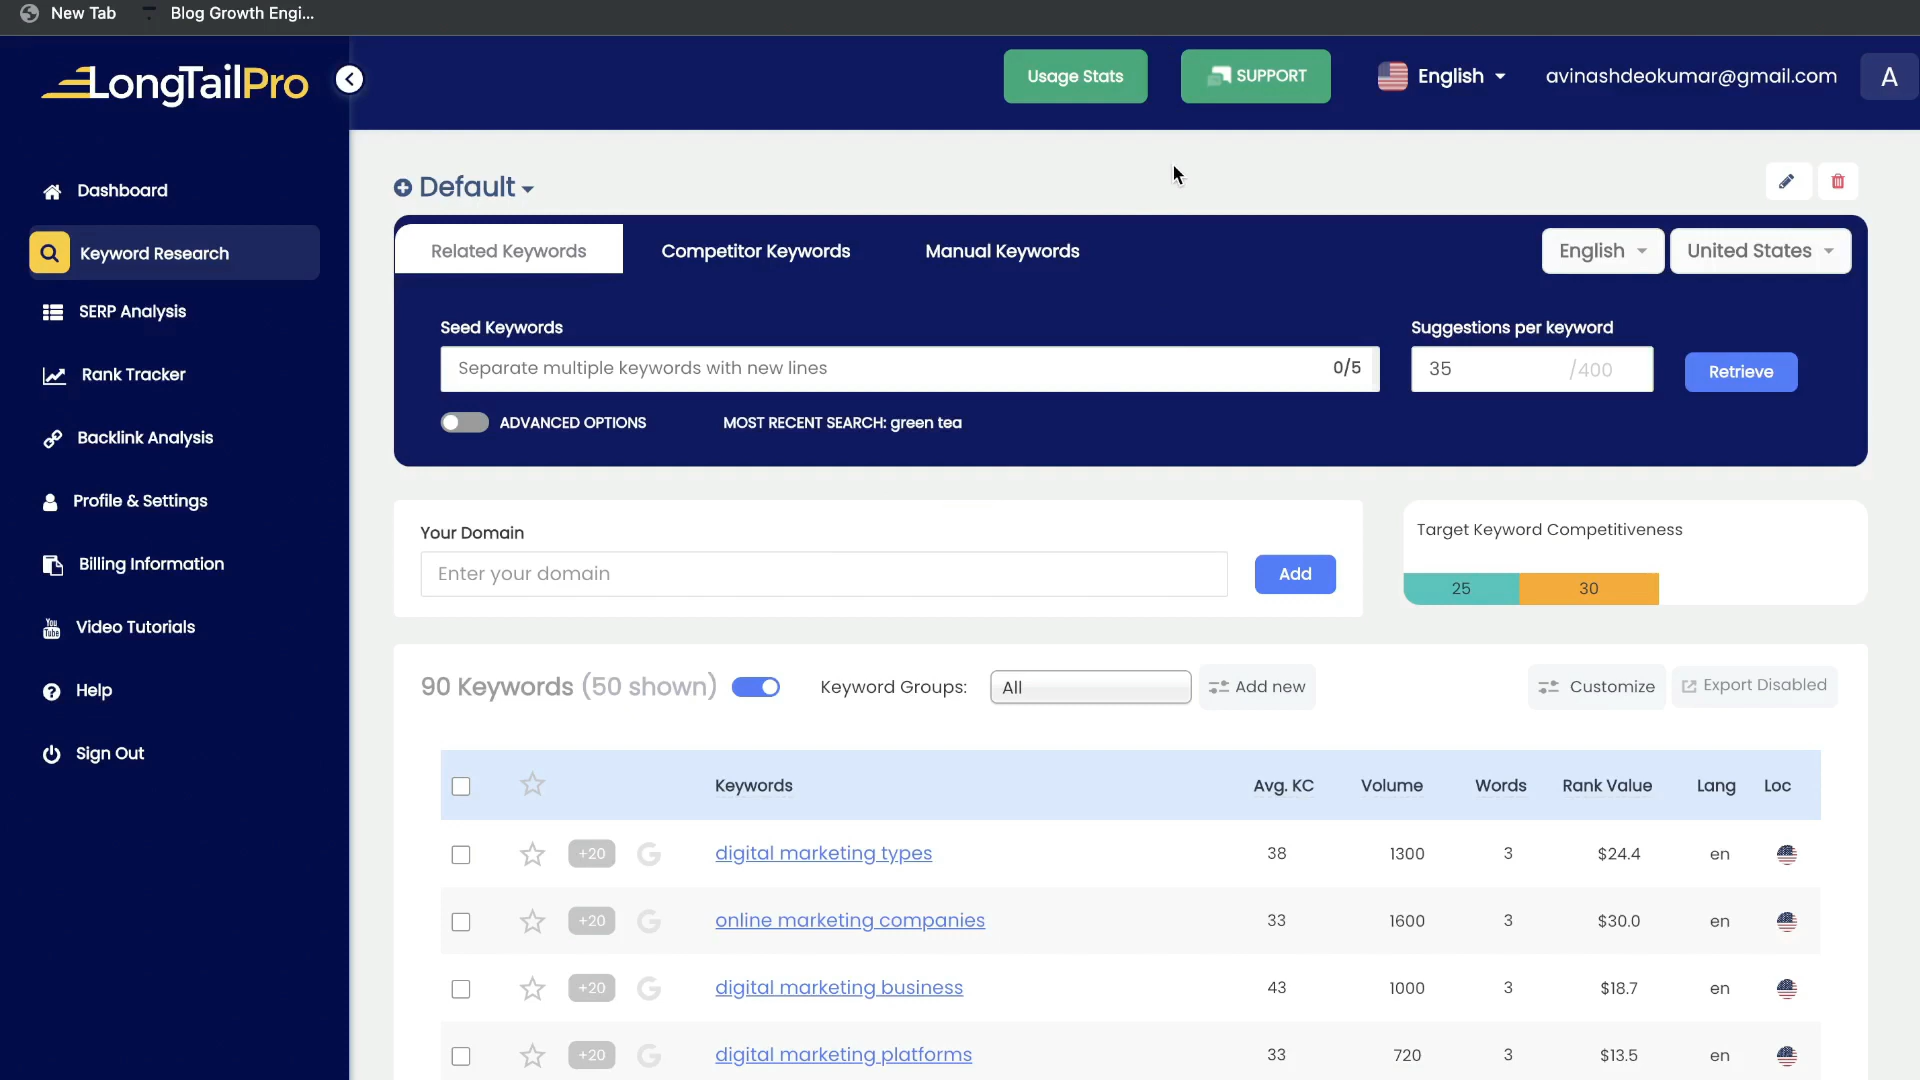 New Tab
Blog Growth Engi...
LongTailPro
Usage Stats
SUPPORT
English
avinashdeokumar@gmail.com
A
Dashboard
Keyword Research
SERP Analysis
Rank Tracker
Backlink Analysis
Profile & Settings
Billing Information
You
Tube
Video Tutorials
Help
Sign Out
Default
Related Keywords
Competitor Keywords
Manual Keywords
English
United States
Seed Keywords
Suggestions per keyword
Separate multiple keywords with new lines
0/5
35
/400
Retrieve
ADVANCED OPTIONS
MOST RECENT SEARCH: green tea
Your Domain
Enter your domain
Add
Target Keyword Competitiveness
25
30
90 Keywords (50 shown)
Keyword Groups:
All
Add new
Customize
Export Disabled
Keywords Avg. KC Volume Words Rank Value Lang Loc
+20 G digital marketing types 38 1300 3 $24.4 en
+20 G online marketing companies 33 1600 3 $30.0 en
+20 G digital marketing business 43 1000 3 $18.7 en
+20 G digital marketing platforms 33 720 3 $13.5 en